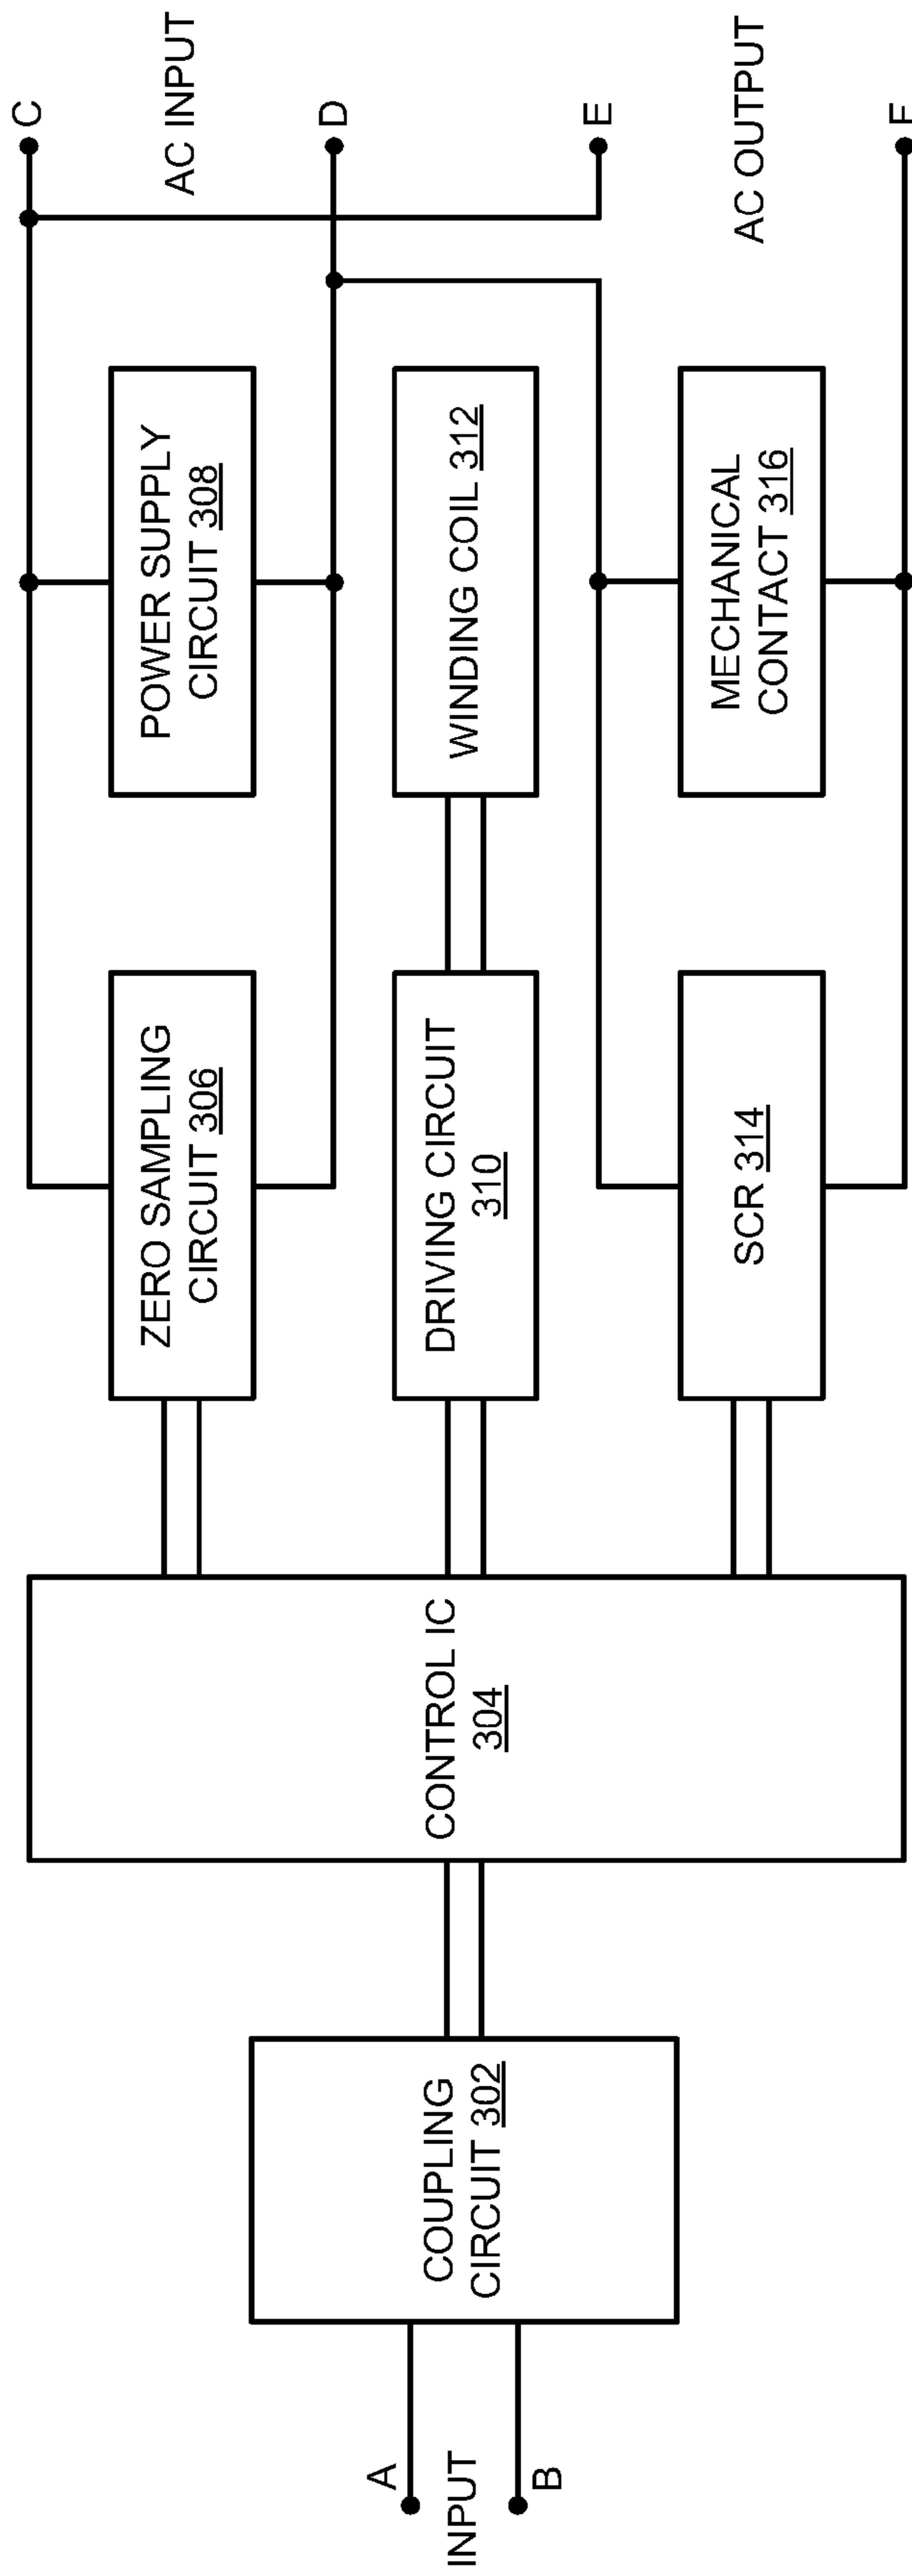 A
INPUT
B
COUPLING
CIRCUIT 302
CONTROL IC
304
ZERO SAMPLING
CIRCUIT 306
POWER SUPPLY
CIRCUIT 308
DRIVING CIRCUIT
310
WINDING COIL 312
SCR 314
MECHANICAL
CONTACT 316
C
AC INPUT
D
E
AC OUTPUT
F